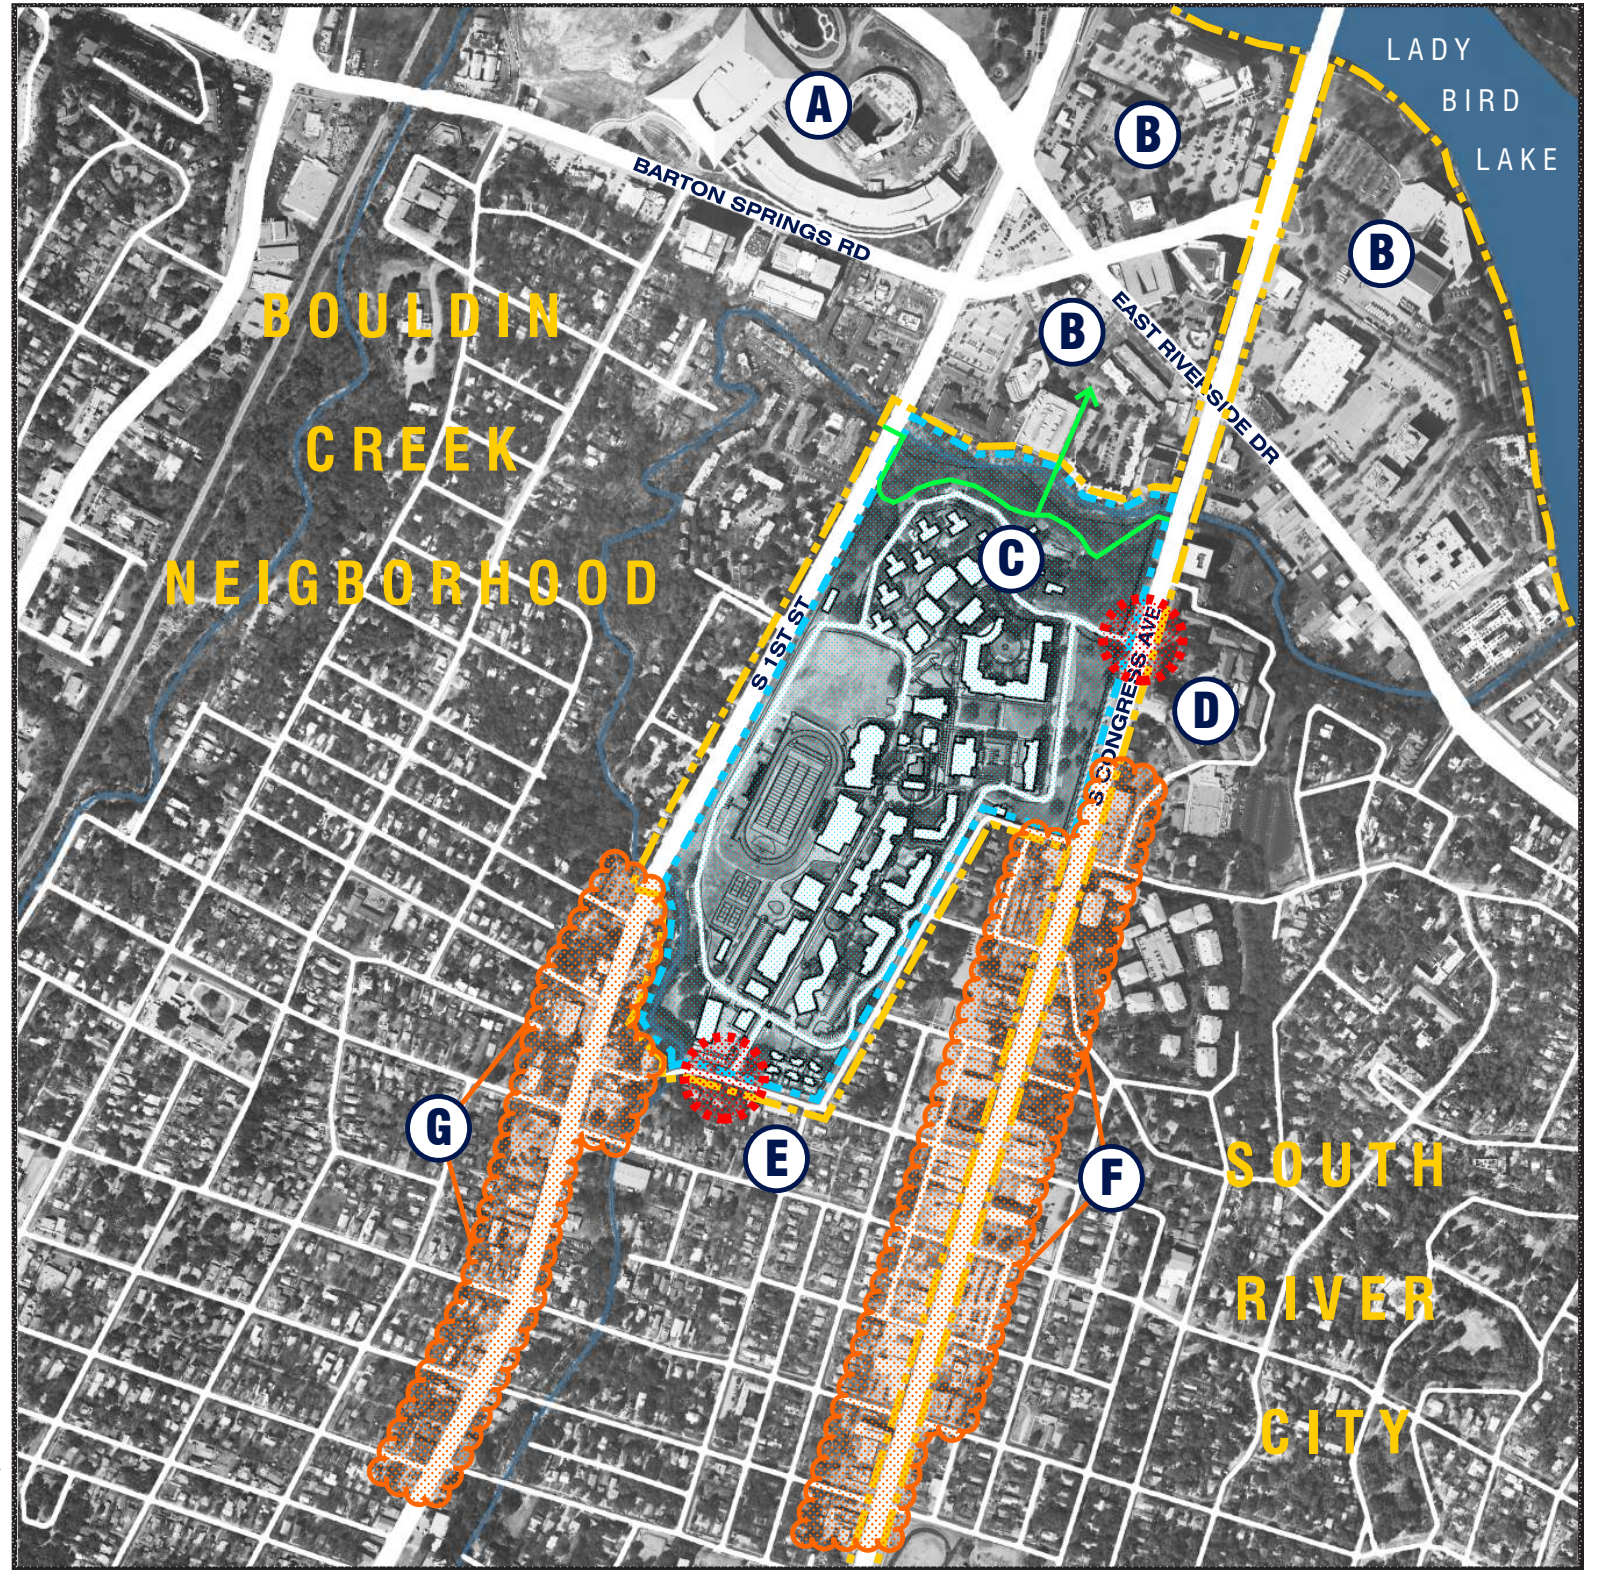 LADY
BIRD
LAKE
A
B
BARTON SPRINGS RD
B
BOULDIN
B
EAST RIVERSIDE DR
CREEK
C
NEIGBORHOOD
S 1ST ST
S CONGRESS AVE
D
G
E
F
SOUTH
RIVER
CITY